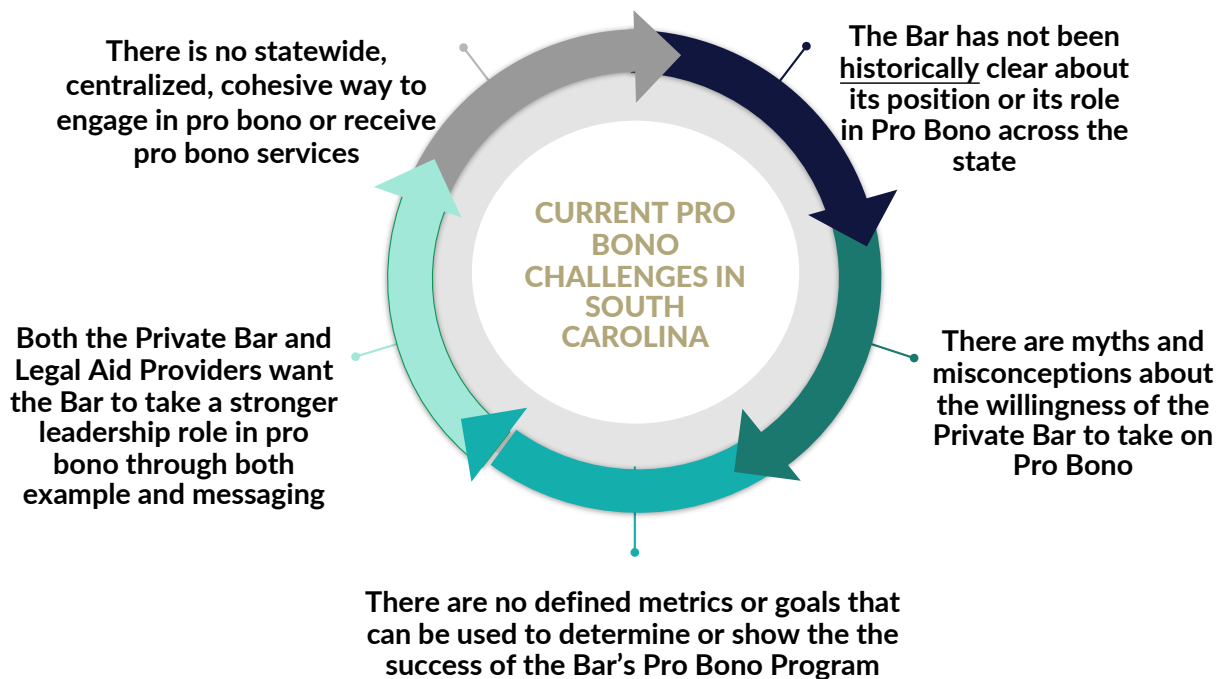 There is no statewide,
centralized, cohesive way to
engage in pro bono or receive
pro bono services
The Bar has not been
historically clear about
its position or its role
in Pro Bono across the
state
CURRENT PRO
BONO
CHALLENGES IN
SOUTH
CAROLINA
Both the Private Bar and
Legal Aid Providers want
the Bar to take a stronger
leadership role in pro
bono through both
example and messaging
There are myths and
misconceptions about
the willingness of the
Private Bar to take on
Pro Bono
There are no defined metrics or goals that
can be used to determine or show the the
success of the Bar’s Pro Bono Program